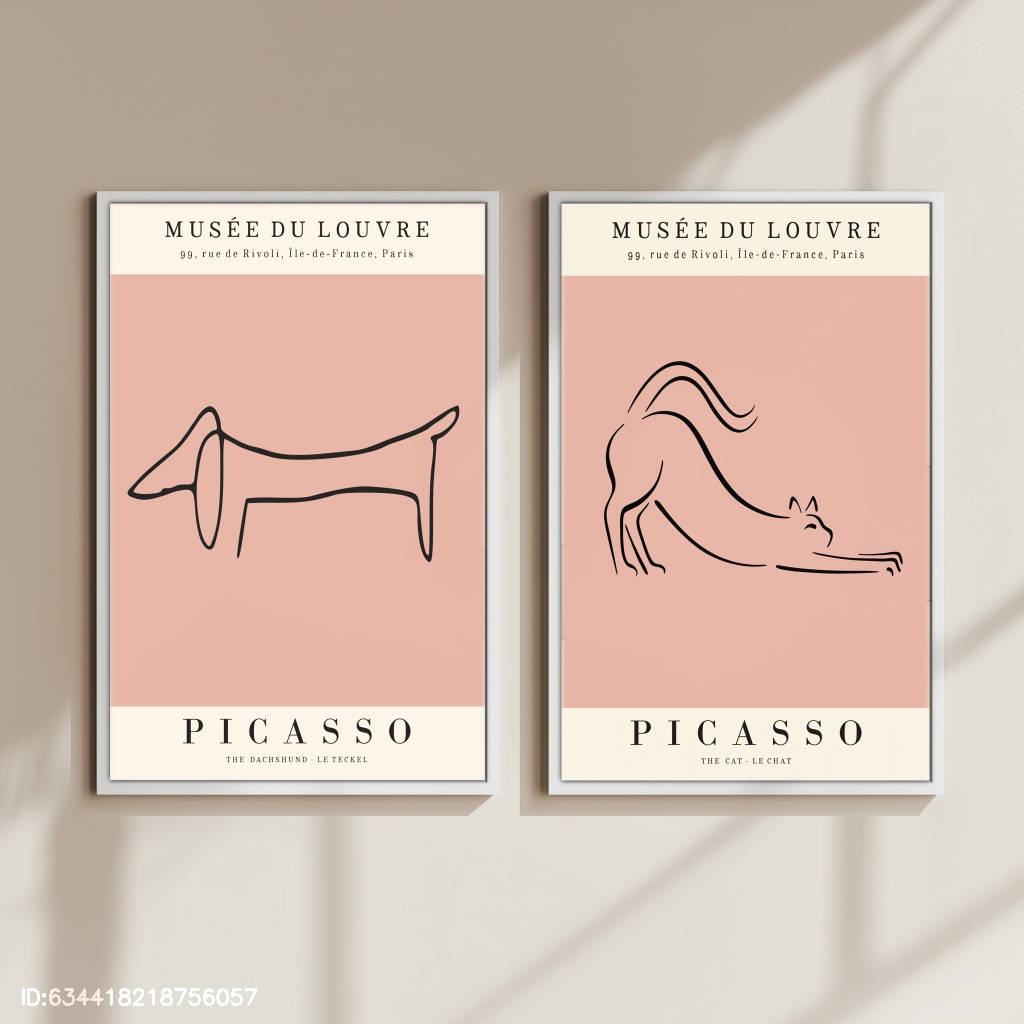 MUSÉE DU LOUVRE
99, rue de Rivoli, Île-de-France, Paris
PICASSO
THE DACHSHUND - LE TECKEL
MUSÉE DU LOUVRE
99, rue de Rivoli, Île-de-France, Paris
PICASSO
THE CAT - LE CHAT
ID:634418218756057